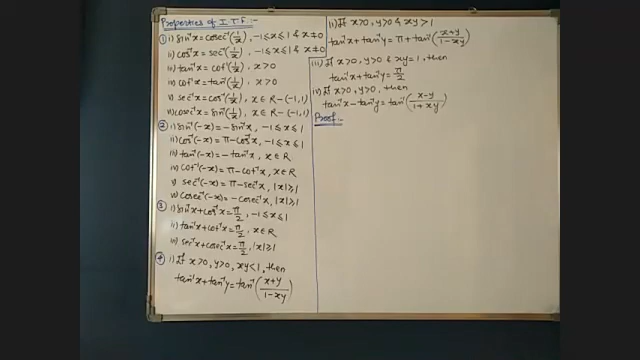 Properties of I.T.F :-
① i) sin⁻¹x = cosec⁻¹(1/x), -1≤x≤1 & x≠0
ii) cos⁻¹x = sec⁻¹(1/x), -1≤x≤1 & x≠0
iii) tan⁻¹x = cot⁻¹(1/x), x>0
iv) cot⁻¹x = tan⁻¹(1/x), x>0
v) sec⁻¹x = cos⁻¹(1/x), x∈R-(-1,1)
vi) cosec⁻¹x = sin⁻¹(1/x), x∈R-(-1,1)
② i) sin⁻¹(-x) = -sin⁻¹x, -1≤x≤1
ii) cos⁻¹(-x) = π-cos⁻¹x, -1≤x≤1
iii) tan⁻¹(-x) = -tan⁻¹x, x∈R
iv) cot⁻¹(-x) = π-cot⁻¹x, x∈R
v) sec⁻¹(-x) = π-sec⁻¹x, |x|≥1
vi) cosec⁻¹(-x) = -cosec⁻¹x, |x|≥1
③ i) sin⁻¹x+cos⁻¹x = π/2, -1≤x≤1
ii) tan⁻¹x+cot⁻¹x = π/2, x∈R
iii) sec⁻¹x+cosec⁻¹x = π/2, |x|≥1
④ i) If x>0, y>0, xy<1, then
tan⁻¹x+tan⁻¹y = tan⁻¹((x+y)/(1-xy))
ii) If x>0, y>0 & xy>1
tan⁻¹x+tan⁻¹y = π+tan⁻¹((x+y)/(1-xy))
iii) If x>0, y>0 & xy=1, then
tan⁻¹x+tan⁻¹y = π/2
iv) If x>0, y>0, then
tan⁻¹x-tan⁻¹y = tan⁻¹((x-y)/(1+xy))
Proof :-